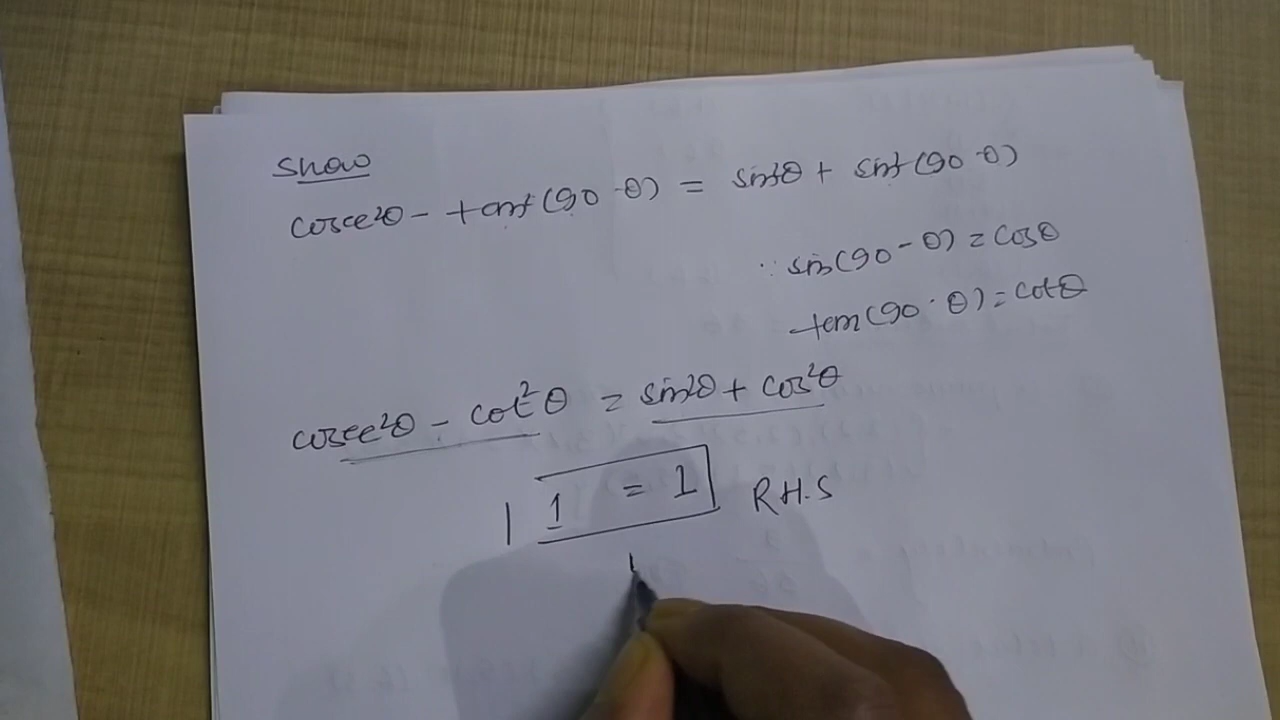 Show
cosec²θ - tan²(90-θ) = sin²θ + sin²(90-θ)
∵ sin(90-θ) = cosθ
tan(90-θ) = cotθ
cosec²θ - cot²θ = sin²θ + cos²θ
1 = 1 R.H.S